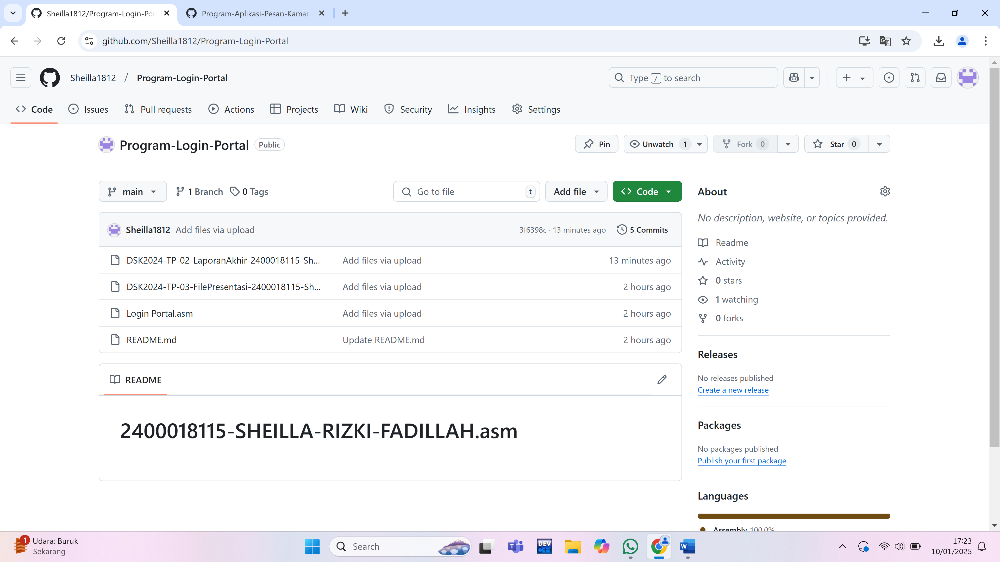 Sheilla1812/Program-Login-Por
Program-Aplikasi-Pesan-Kamar-
github.com/Sheilla1812/Program-Login-Portal
Sheilla1812 / Program-Login-Portal
Type / to search
Code Issues Pull requests Actions Projects Wiki Security Insights Settings
Program-Login-Portal Public
Pin Unwatch 1 Fork 0 Star 0
main 1 Branch 0 Tags
Go to file t Add file Code
Sheilla1812 Add files via upload 3f6398c · 13 minutes ago 5 Commits
DSK2024-TP-02-LaporanAkhir-2400018115-Sh... Add files via upload 13 minutes ago
DSK2024-TP-03-FilePresentasi-2400018115-Sh... Add files via upload 2 hours ago
Login Portal.asm Add files via upload 2 hours ago
README.md Update README.md 2 hours ago
README
2400018115-SHEILLA-RIZKI-FADILLAH.asm
About
No description, website, or topics provided.
Readme
Activity
0 stars
1 watching
0 forks
Releases
No releases published
Create a new release
Packages
No packages published
Publish your first package
Languages
Assembly 100.0%
1
Udara: Buruk
Sekarang
Search
T
DEV
C++
W
17:23
10/01/2025